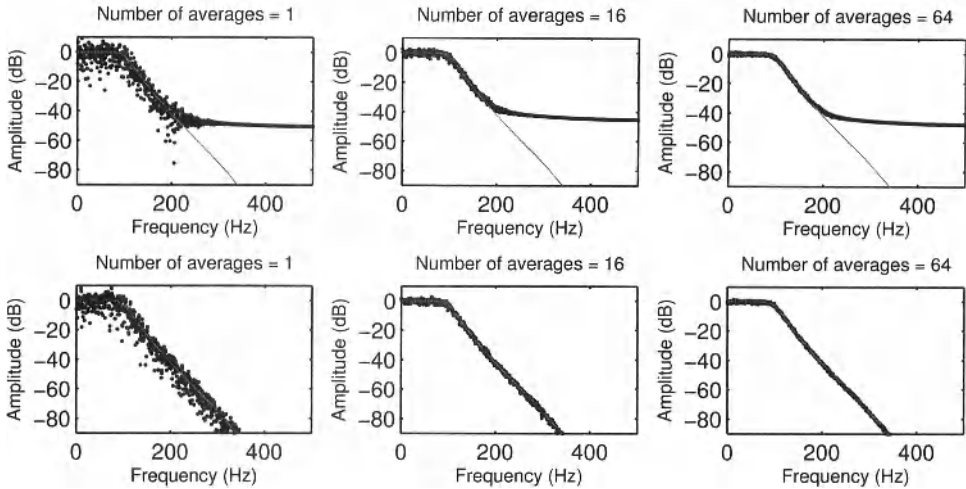 Number of averages = 1
Amplitude (dB)
0
−20
−40
−60
−80
0
200
400
Frequency (Hz)
Number of averages = 16
Amplitude (dB)
0
−20
−40
−60
−80
0
200
400
Frequency (Hz)
Number of averages = 64
Amplitude (dB)
0
−20
−40
−60
−80
0
200
400
Frequency (Hz)
Number of averages = 1
Amplitude (dB)
0
−20
−40
−60
−80
0
200
400
Frequency (Hz)
Number of averages = 16
Amplitude (dB)
0
−20
−40
−60
−80
0
200
400
Frequency (Hz)
Number of averages = 64
Amplitude (dB)
0
−20
−40
−60
−80
0
200
400
Frequency (Hz)